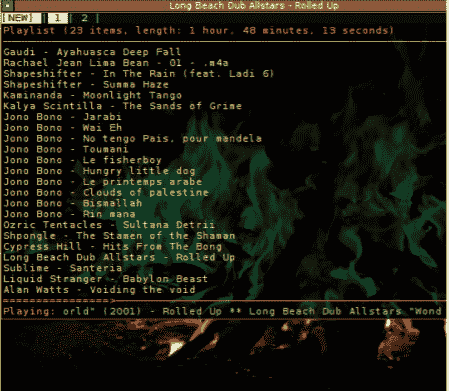 Long Beach Dub Allstars - Rolled Up
[NEW] | 1 | 2 |
Playlist (23 items, length: 1 hour, 48 minutes, 13 seconds)
Gaudi - Ayahuasca Deep Fall
Rachael Jean Lima Bean - 01 - .m4a
Shapeshifter - In The Rain (feat. Ladi 6)
Shapeshifter - Summa Haze
Kaminanda - Moonlight Tango
Kalya Scintilla - The Sands of Grime
Jono Bono - Jarabi
Jono Bono - Wai Eh
Jono Bono - No tengo Pais, pour mandela
Jono Bono - Toumani
Jono Bono - Le fisherboy
Jono Bono - Hungry little dog
Jono Bono - Le printemps arabe
Jono Bono - Clouds of palestine
Jono Bono - Bismallah
Jono Bono - Rin mana
Ozric Tentacles - Sultana Detrii
Shpongle - The Stamen of the Shaman
Cypress Hill - Hits From The Bong
Long Beach Dub Allstars - Rolled Up
Sublime - Santeria
Liquid Stranger - Babylon Beast
Alan Watts - Voiding the void
Playing: orld" (2001) - Rolled Up ** Long Beach Dub Allstars "Wond